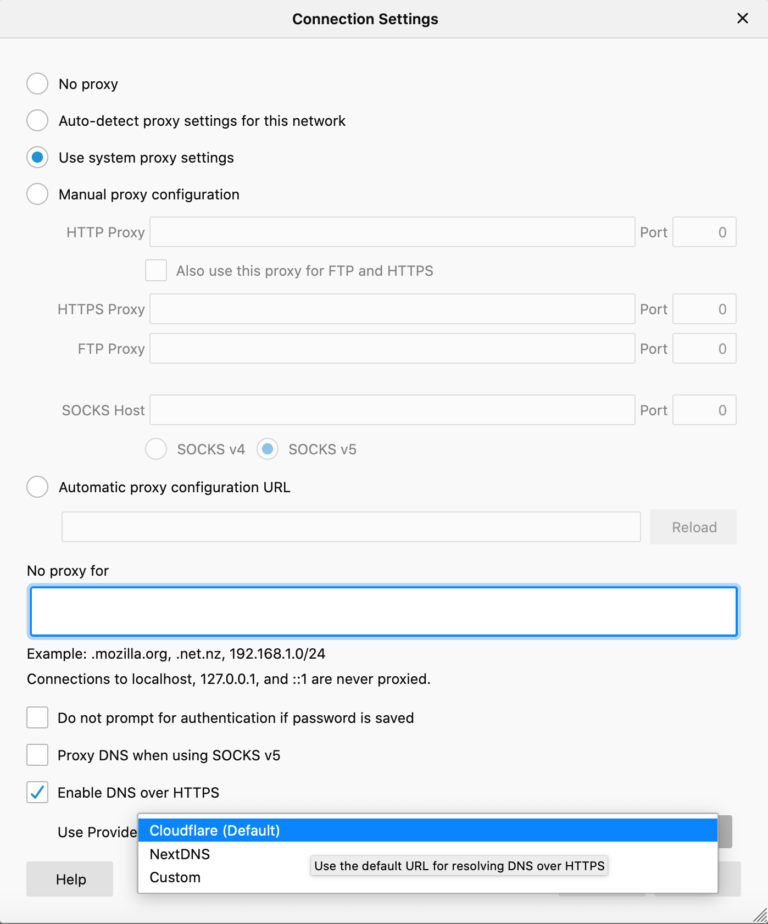 Connection Settings
No proxy
Auto-detect proxy settings for this network
Use system proxy settings
Manual proxy configuration
HTTP Proxy Port 0
Also use this proxy for FTP and HTTPS
HTTPS Proxy Port 0
FTP Proxy Port 0
SOCKS Host Port 0
SOCKS v4 SOCKS v5
Automatic proxy configuration URL
Reload
No proxy for
Example: .mozilla.org, .net.nz, 192.168.1.0/24
Connections to localhost, 127.0.0.1, and ::1 are never proxied.
Do not prompt for authentication if password is saved
Proxy DNS when using SOCKS v5
Enable DNS over HTTPS
Use Provide Cloudflare (Default)
NextDNS
Use the default URL for resolving DNS over HTTPS
Custom
Help